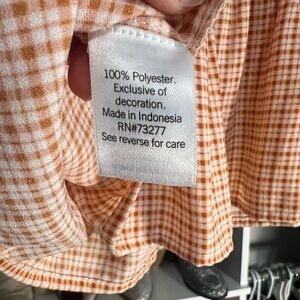 100% Polyester.
Exclusive of
decoration.
Made in Indonesia
RN#73277
See reverse for care